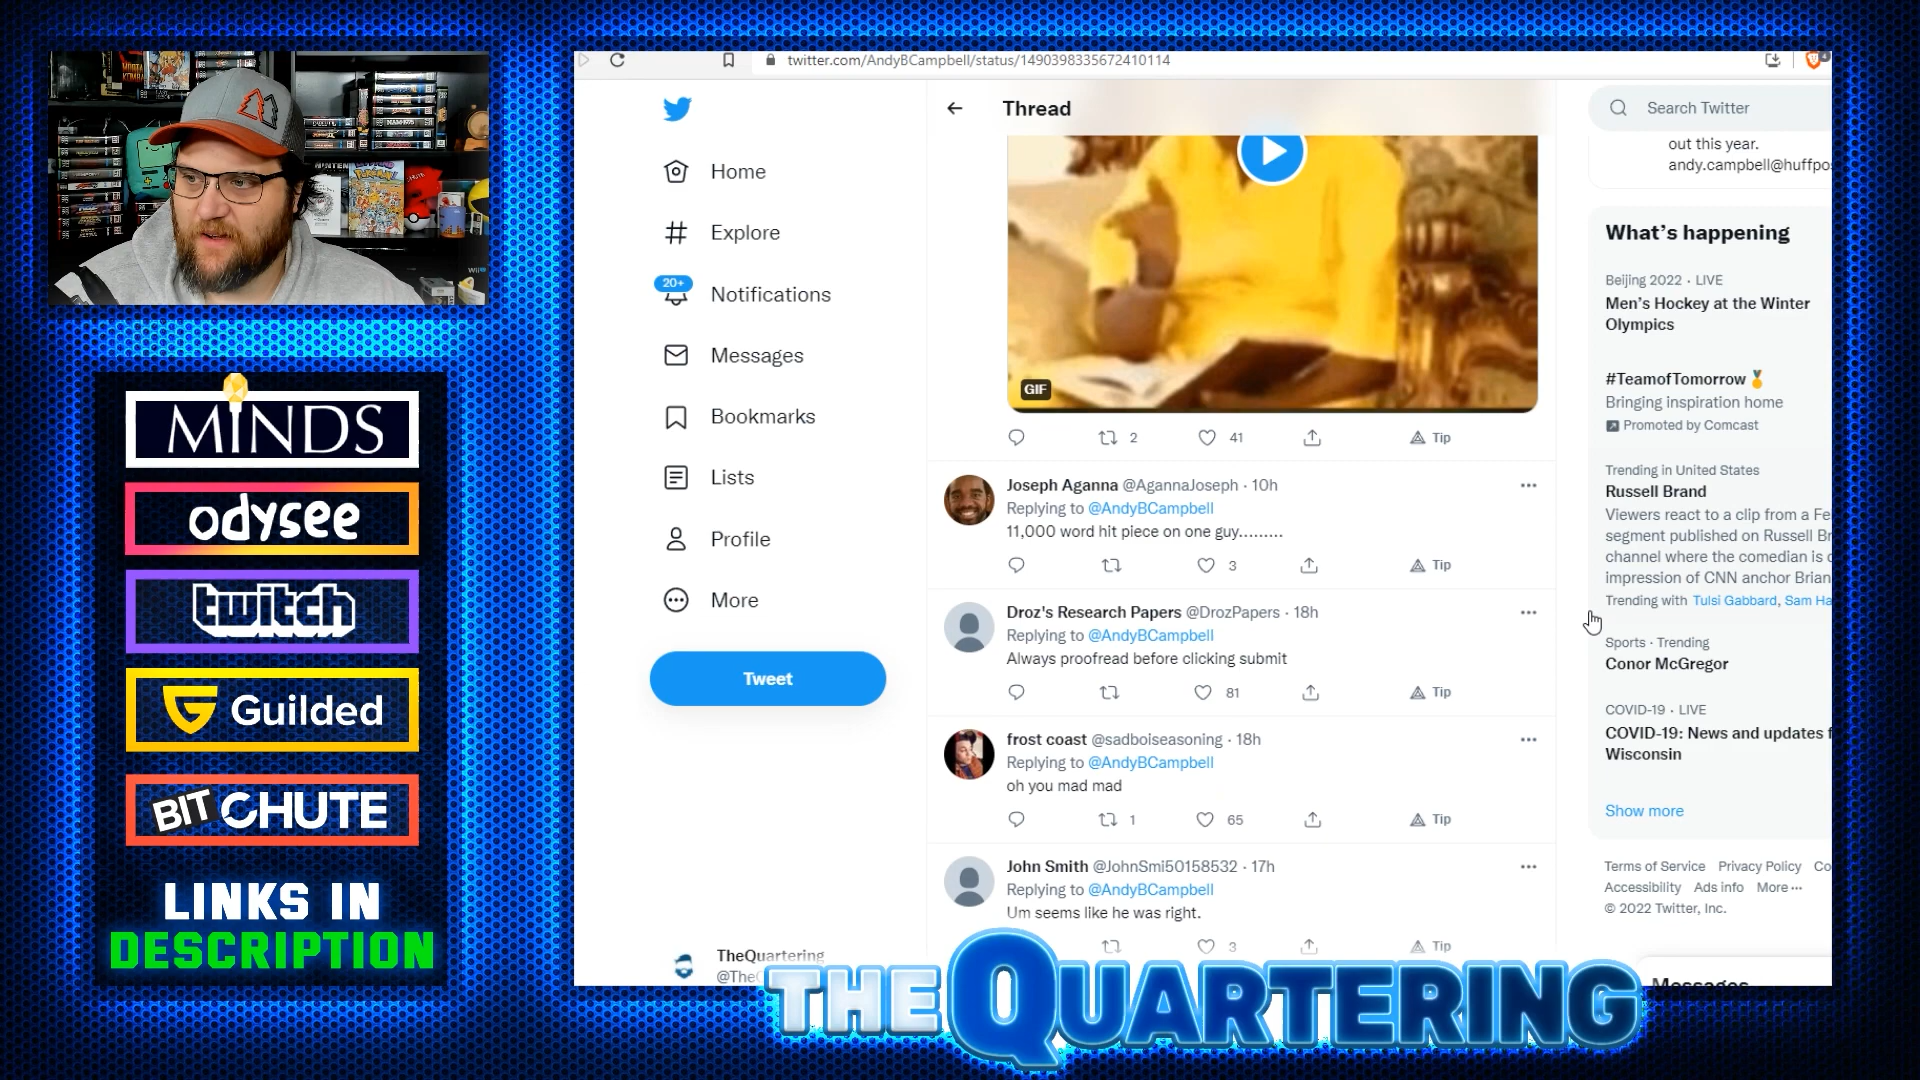 twitter.com/AndyBCampbell/status/1490398335672410114
Home
Explore
20+
Notifications
Messages
Bookmarks
Lists
Profile
More
Tweet
TheQuartering
Thread
GIF
2
41
Tip
Joseph Aganna @AgannaJoseph · 10h
Replying to @AndyBCampbell
11,000 word hit piece on one guy.........
3
Tip
Droz's Research Papers @DrozPapers · 18h
Replying to @AndyBCampbell
Always proofread before clicking submit
81
Tip
frost coast @sadboiseasoning · 18h
Replying to @AndyBCampbell
oh you mad mad
1
65
Tip
John Smith @JohnSmi50158532 · 17h
Replying to @AndyBCampbell
Um seems like he was right.
3
Tip
Search Twitter
out this year.
andy.campbell@huffpo
What's happening
Beijing 2022 · LIVE
Men's Hockey at the Winter
Olympics
#TeamofTomorrow
Bringing inspiration home
Promoted by Comcast
Trending in United States
Russell Brand
Viewers react to a clip from a Fe
segment published on Russell Br
channel where the comedian is
impression of CNN anchor Brian
Trending with Tulsi Gabbard, Sam Ha
Sports · Trending
Conor McGregor
COVID-19 · LIVE
COVID-19: News and updates f
Wisconsin
Show more
Terms of Service Privacy Policy Co
Accessibility Ads info More ···
© 2022 Twitter, Inc.
Messages
MINDS
odysee
twitch
Guilded
BITCHUTE
LINKS IN
DESCRIPTION
THE QUARTERING